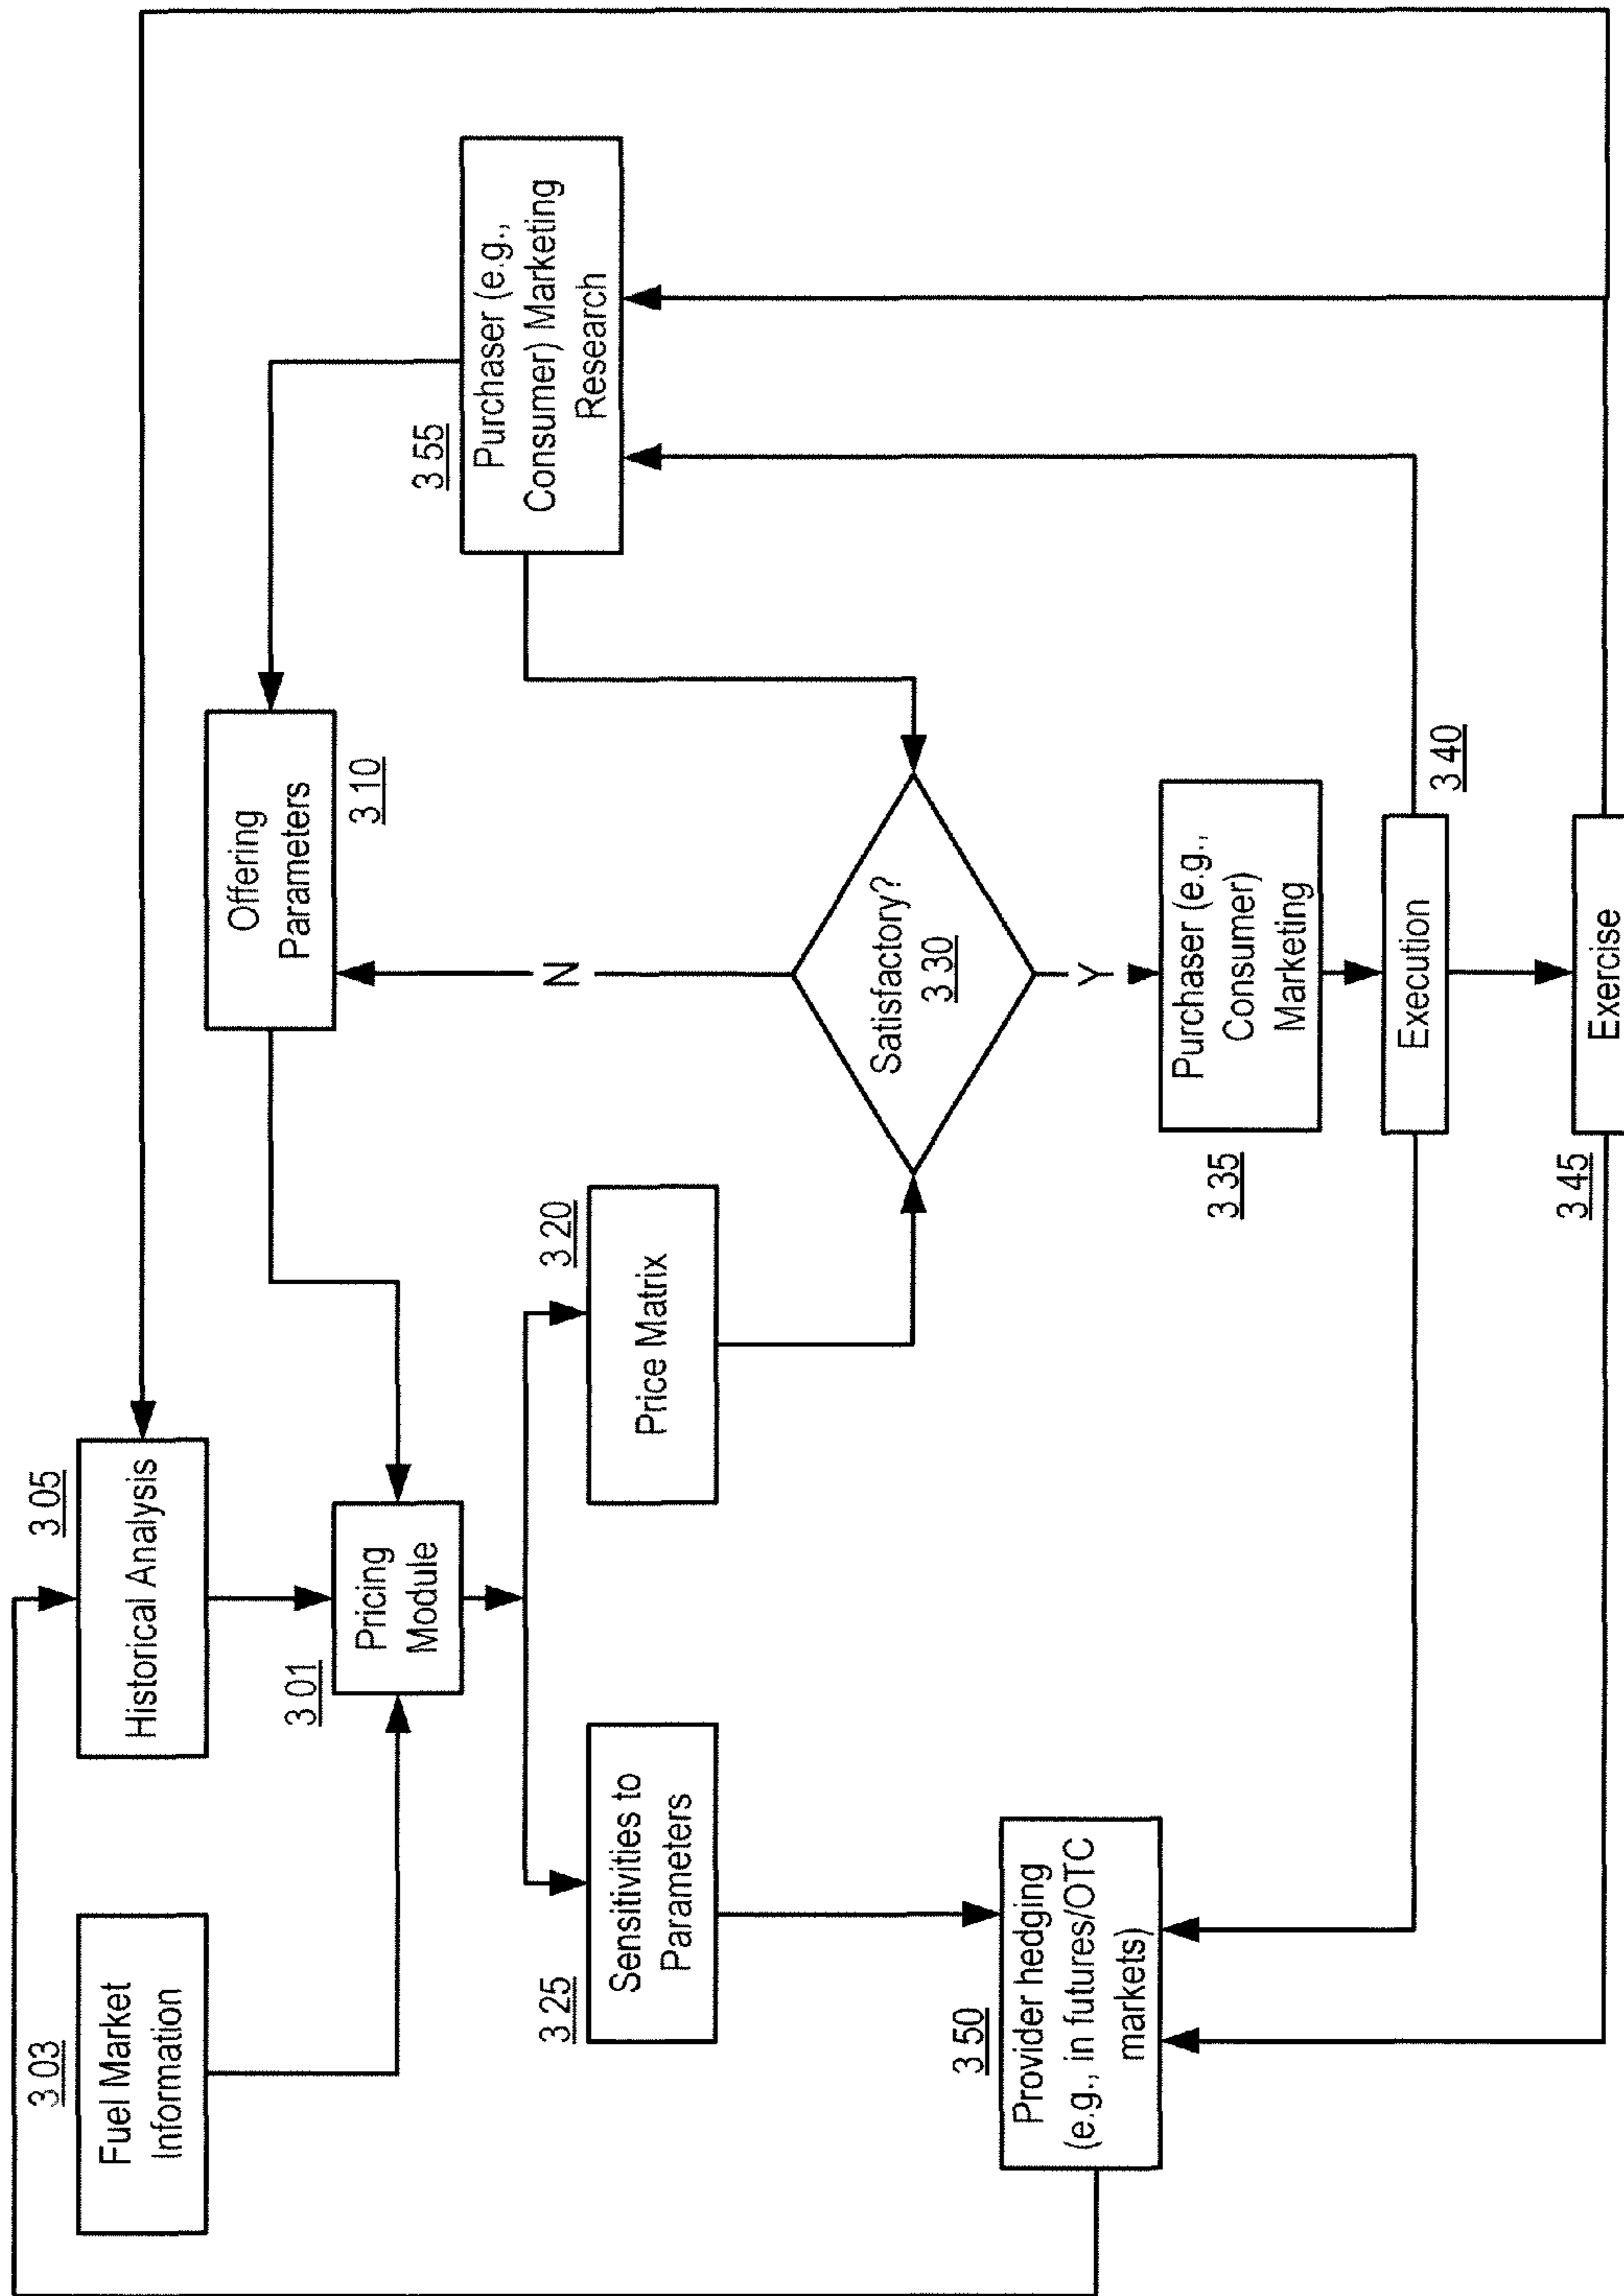 3 03
Fuel Market
Information
3 05
Historical Analysis
Offering
Parameters
3 10
3 01
Pricing
Module
3 55
Purchaser (e.g.,
Consumer) Marketing
Research
3 25
Sensitivities to
Parameters
3 20
Price Matrix
N
Satisfactory?
3 30
Y
3 50
Provider hedging
(e.g., in futures/OTC
markets)
3 35
Purchaser (e.g.,
Consumer)
Marketing
Execution
3 40
3 45
Exercise